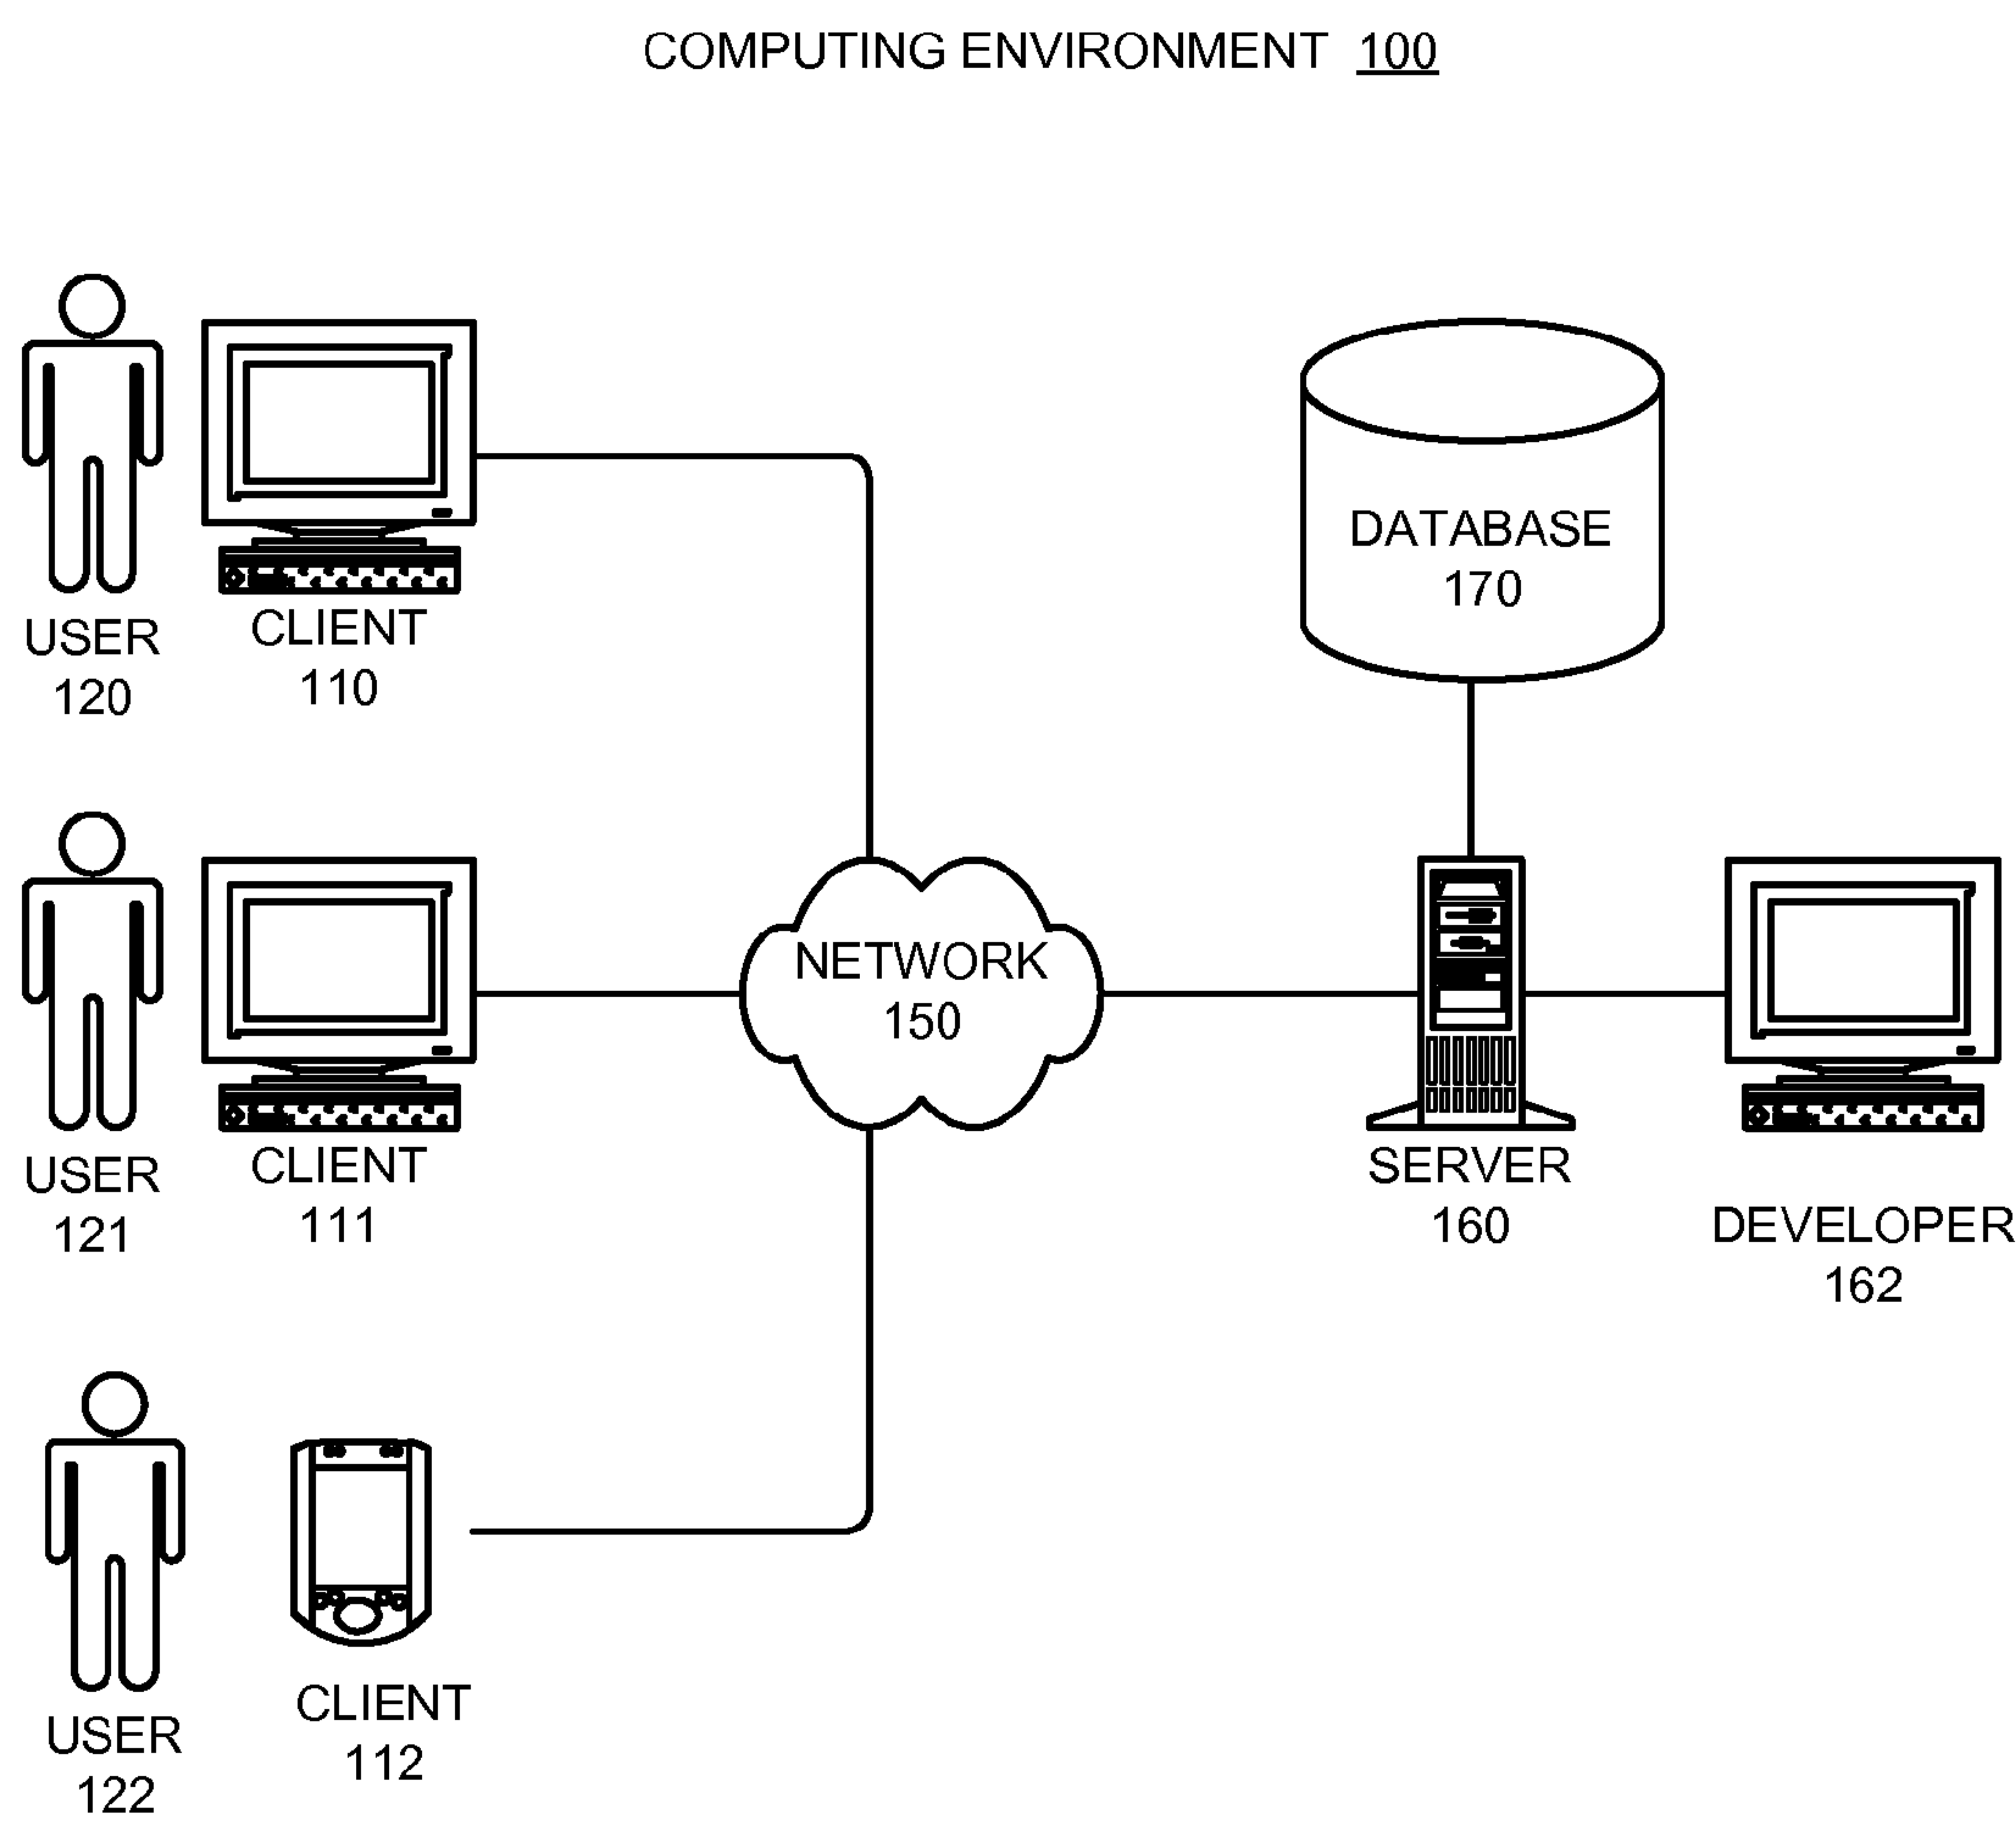 COMPUTING ENVIRONMENT 100
USER
120
CLIENT
110
DATABASE
170
USER
121
CLIENT
111
NETWORK
150
SERVER
160
DEVELOPER
162
USER
122
CLIENT
112